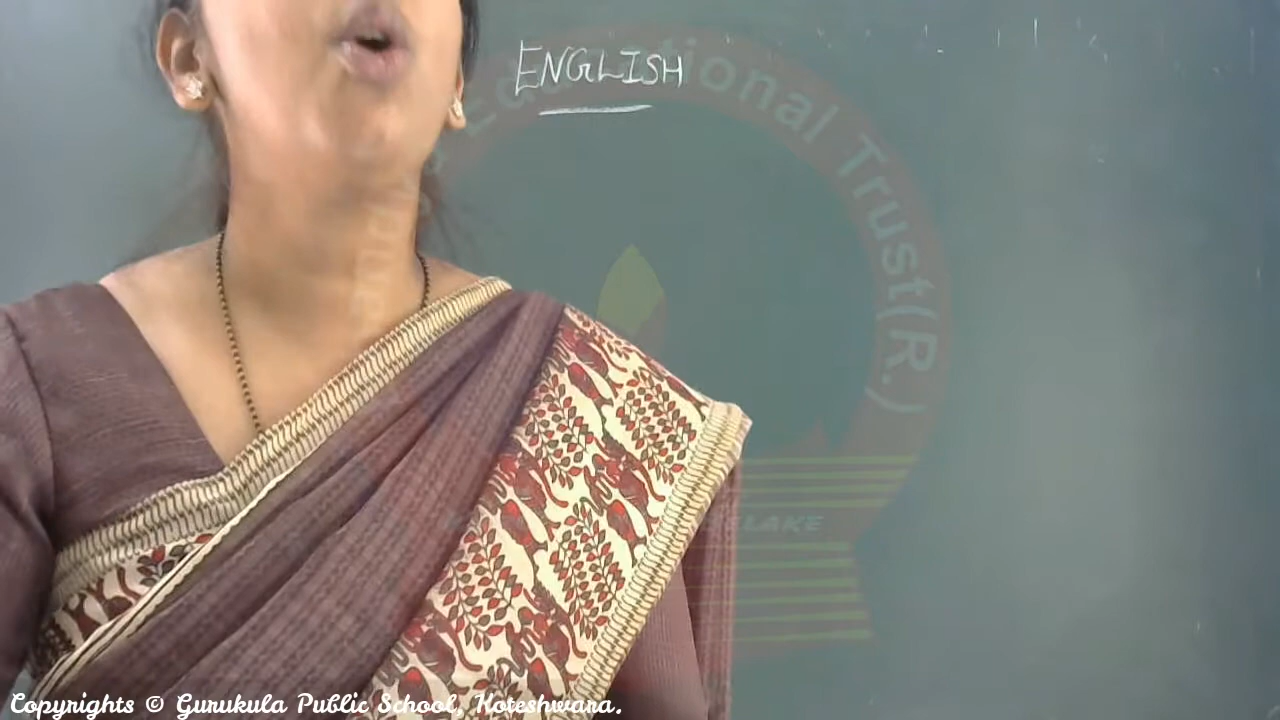 ENGLISH
Educational Trust(R.)
Copyrights © Gurukula Public School, Koteshwara.